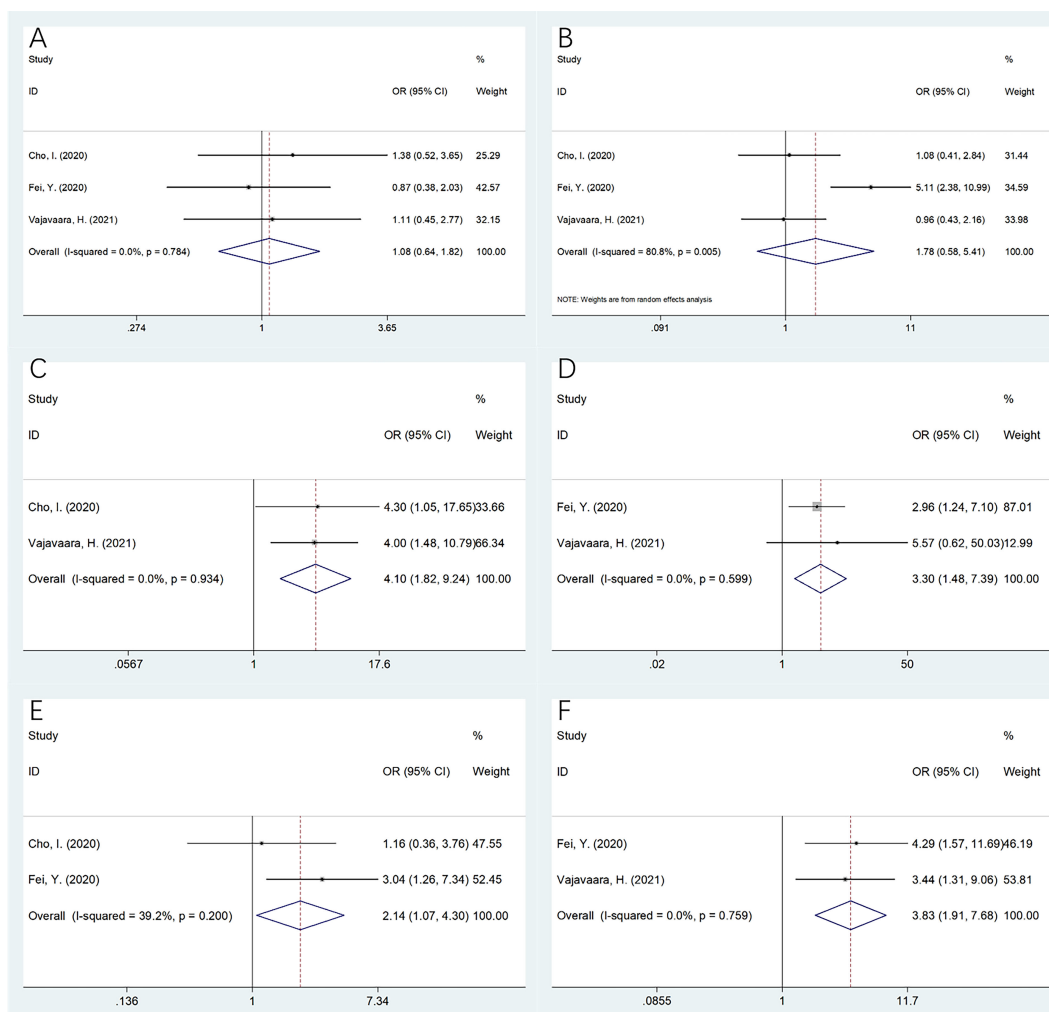 A
Study %
ID OR (95% CI) Weight
Cho, I. (2020) 1.38 (0.52, 3.65) 25.29
Fei, Y. (2020) 0.87 (0.38, 2.03) 42.57
Vajavaara, H. (2021) 1.11 (0.45, 2.77) 32.15
Overall (I-squared = 0.0%, p = 0.784) 1.08 (0.64, 1.82) 100.00
.274 1 3.65
B
Study %
ID OR (95% CI) Weight
Cho, I. (2020) 1.08 (0.41, 2.84) 31.44
Fei, Y. (2020) 5.11 (2.38, 10.99) 34.59
Vajavaara, H. (2021) 0.96 (0.43, 2.16) 33.98
Overall (I-squared = 80.8%, p = 0.005) 1.78 (0.58, 5.41) 100.00
NOTE: Weights are from random effects analysis
.091 1 11
C
Study %
ID OR (95% CI) Weight
Cho, I. (2020) 4.30 (1.05, 17.65) 33.66
Vajavaara, H. (2021) 4.00 (1.48, 10.79) 66.34
Overall (I-squared = 0.0%, p = 0.934) 4.10 (1.82, 9.24) 100.00
.0567 1 17.6
D
Study %
ID OR (95% CI) Weight
Fei, Y. (2020) 2.96 (1.24, 7.10) 87.01
Vajavaara, H. (2021) 5.57 (0.62, 50.03) 12.99
Overall (I-squared = 0.0%, p = 0.599) 3.30 (1.48, 7.39) 100.00
.02 1 50
E
Study %
ID OR (95% CI) Weight
Cho, I. (2020) 1.16 (0.36, 3.76) 47.55
Fei, Y. (2020) 3.04 (1.26, 7.34) 52.45
Overall (I-squared = 39.2%, p = 0.200) 2.14 (1.07, 4.30) 100.00
.136 1 7.34
F
Study %
ID OR (95% CI) Weight
Fei, Y. (2020) 4.29 (1.57, 11.69) 46.19
Vajavaara, H. (2021) 3.44 (1.31, 9.06) 53.81
Overall (I-squared = 0.0%, p = 0.759) 3.83 (1.91, 7.68) 100.00
.0855 1 11.7